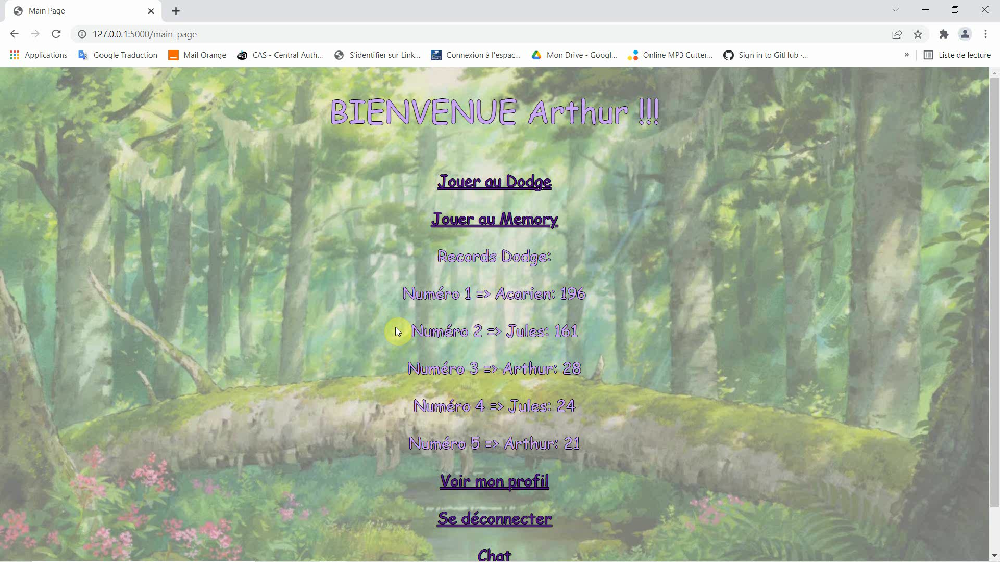 Main Page
127.0.0.1:5000/main_page
Applications Google Traduction Mail Orange CAS - Central Auth... S'identifier sur Link... Connexion à l'espac... Mon Drive - Googl... Online MP3 Cutter... Sign in to GitHub ·... » Liste de lecture
BIENVENUE Arthur !!!
Jouer au Dodge
Jouer au Memory
Records Dodge:
Numéro 1 => Acarien: 196
Numéro 2 => Jules: 161
Numéro 3 => Arthur: 28
Numéro 4 => Jules: 24
Numéro 5 => Arthur: 21
Voir mon profil
Se déconnecter
Chat